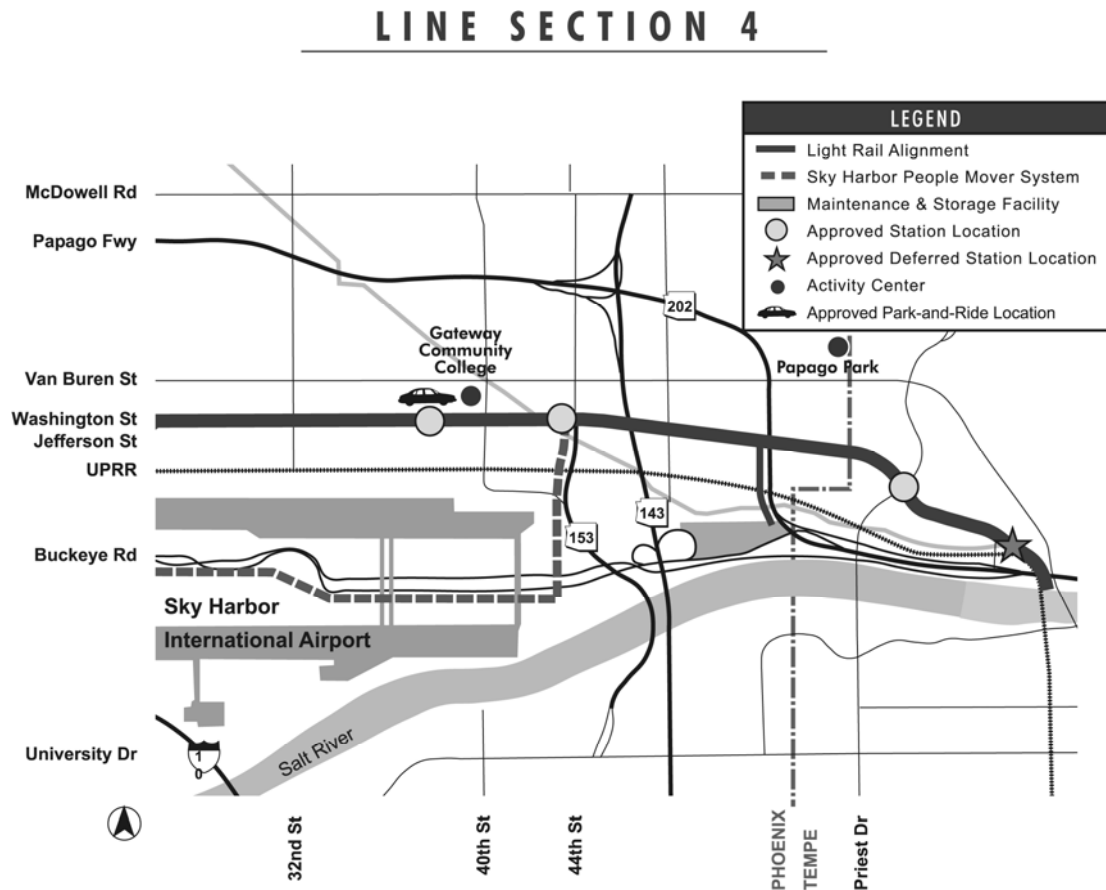 LINE SECTION 4
LEGEND
Light Rail Alignment
Sky Harbor People Mover System
Maintenance & Storage Facility
Approved Station Location
Approved Deferred Station Location
Activity Center
Approved Park-and-Ride Location
McDowell Rd
Papago Fwy
202
Gateway
Community
College
Papago Park
Van Buren St
Washington St
Jefferson St
UPRR
143
153
Buckeye Rd
Sky Harbor
International Airport
Salt River
University Dr
1
0
32nd St
40th St
44th St
PHOENIX
TEMPE
Priest Dr